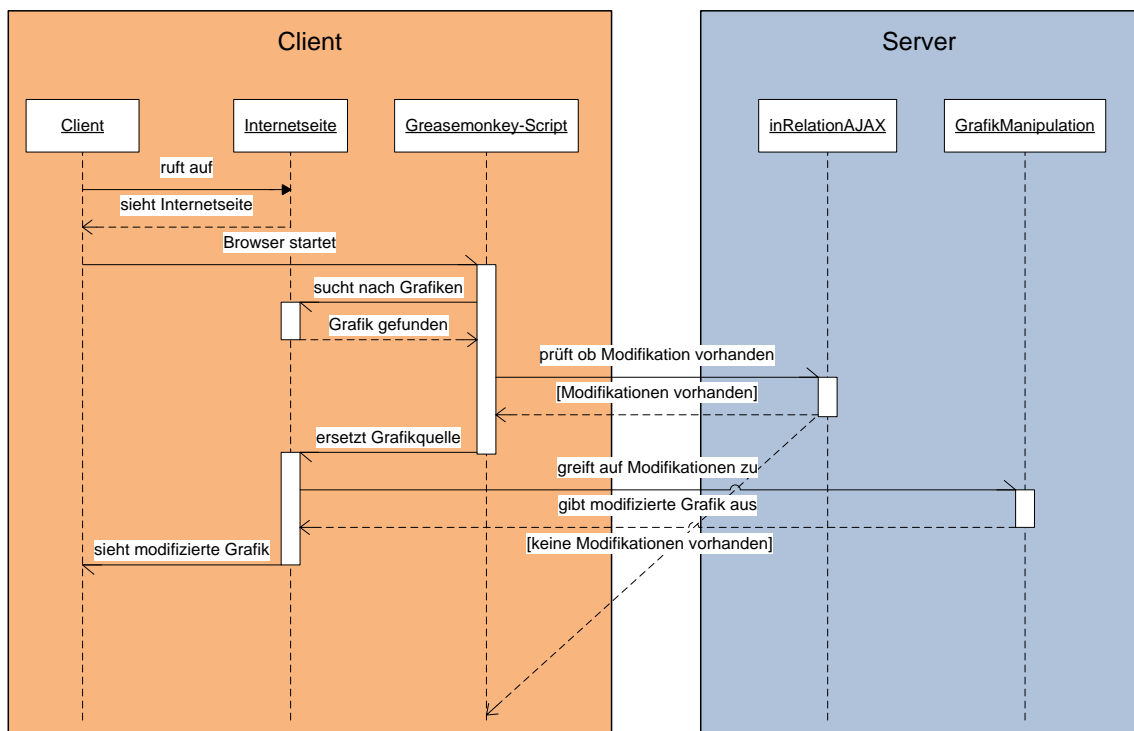 Client
Server
Client
Internetseite
Greasemonkey-Script
inRelationAJAX
GrafikManipulation
ruft auf
sieht Internetseite
Browser startet
sucht nach Grafiken
Grafik gefunden
prüft ob Modifikation vorhanden
[Modifikationen vorhanden]
ersetzt Grafikquelle
greift auf Modifikationen zu
gibt modifizierte Grafik aus
[keine Modifikationen vorhanden]
sieht modifizierte Grafik